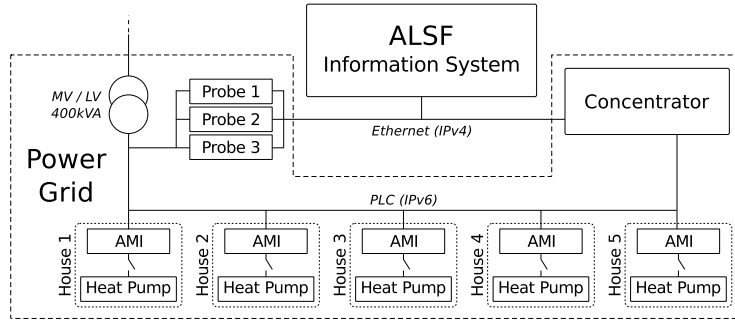 ALSF
Information System
MV / LV
400kVA
Probe 1
Probe 2
Probe 3
Concentrator
Ethernet (IPv4)
Power
Grid
PLC (IPv6)
House 1
AMI
Heat Pump
House 2
AMI
Heat Pump
House 3
AMI
Heat Pump
House 4
AMI
Heat Pump
House 5
AMI
Heat Pump